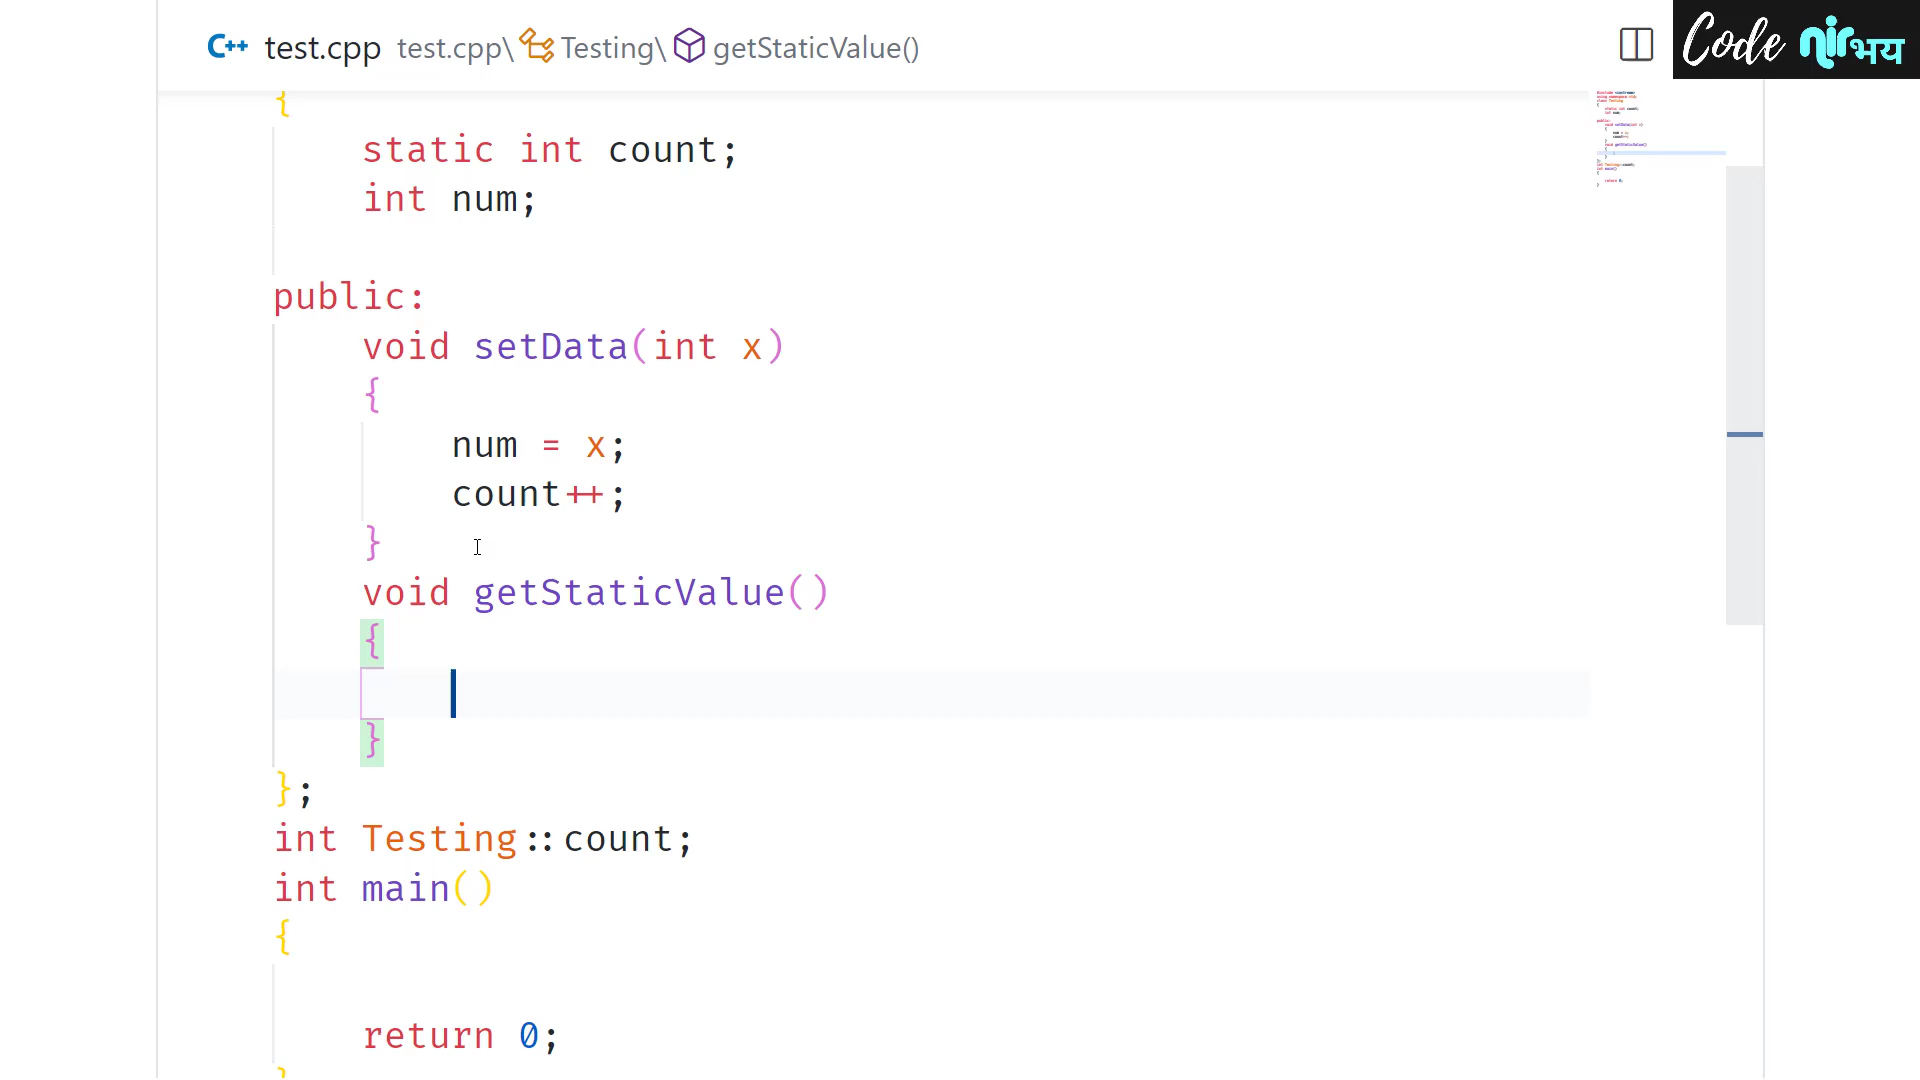 C++ test.cpp test.cpp\Testing\getStaticValue()
Code nirभय
{
static int count;
int num;
public:
void setData(int x)
{
num = x;
count++;
}
void getStaticValue()
{
}
};
int Testing::count;
int main()
{
return 0;
}